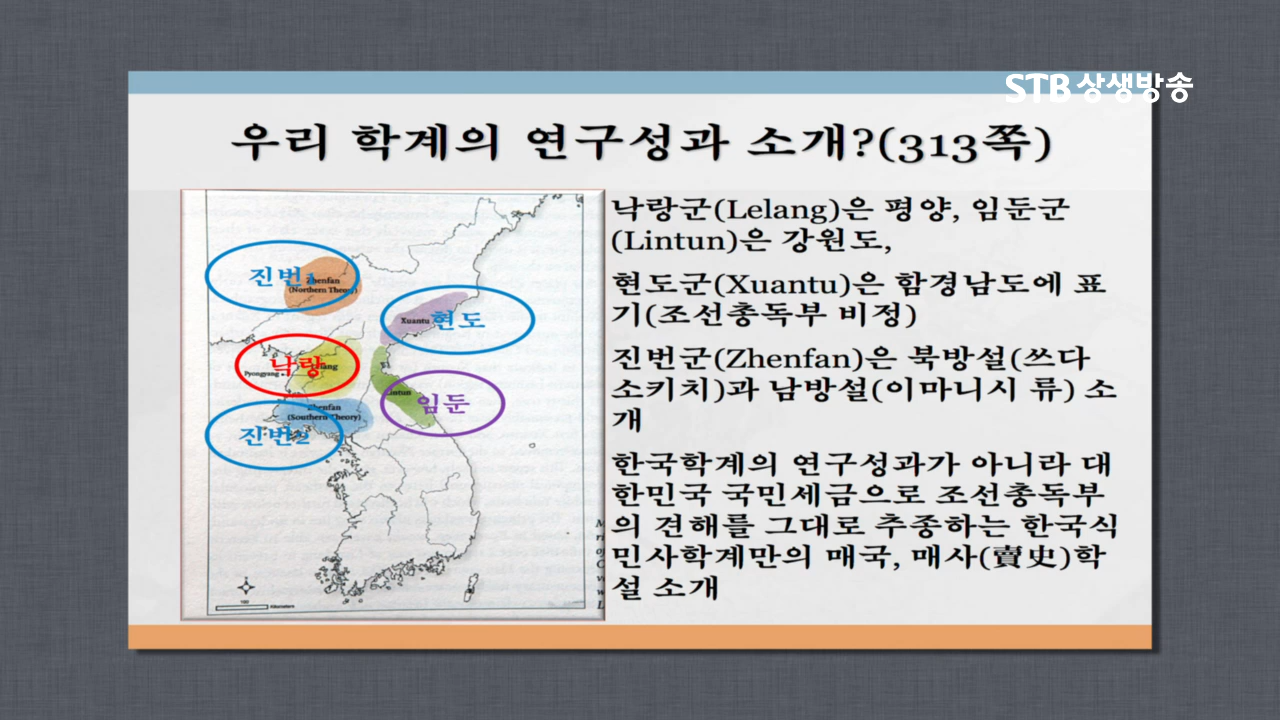 STB 상생방송
우리 학계의 연구성과 소개?(313쪽)
낙랑군(Lelang)은 평양, 임둔군
(Lintun)은 강원도,
현도군(Xuantu)은 함경남도에 표
기(조선총독부 비정)
진번군(Zhenfan)은 북방설(쓰다
소키치)과 남방설(이마니시 류) 소
개
한국학계의 연구성과가 아니라 대
한민국 국민세금으로 조선총독부
의 견해를 그대로 추종하는 한국식
민사학계만의 매국, 매사(賣史)학
설 소개
진번1
Zhenfan
(Northern Theory)
Xuantu
현도
낙랑
Pyongyang
임둔
Zhenfan
(Southern Theory)
진번2
Kilometers